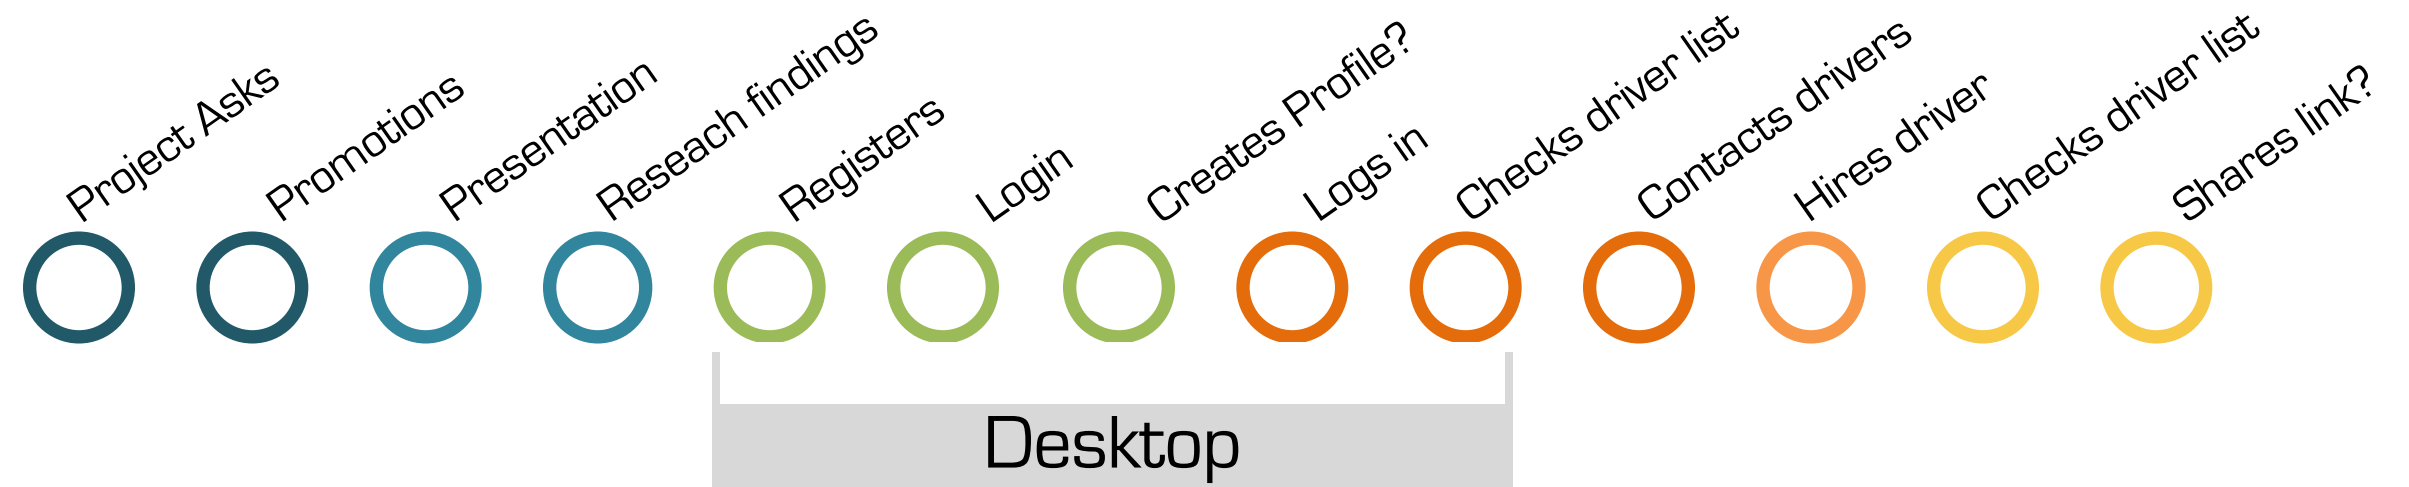 Project Asks
Promotions
Presentation
Reseach findings
Registers
Login
Creates Profile?
Logs in
Checks driver list
Contacts drivers
Hires driver
Checks driver list
Shares link?
Desktop